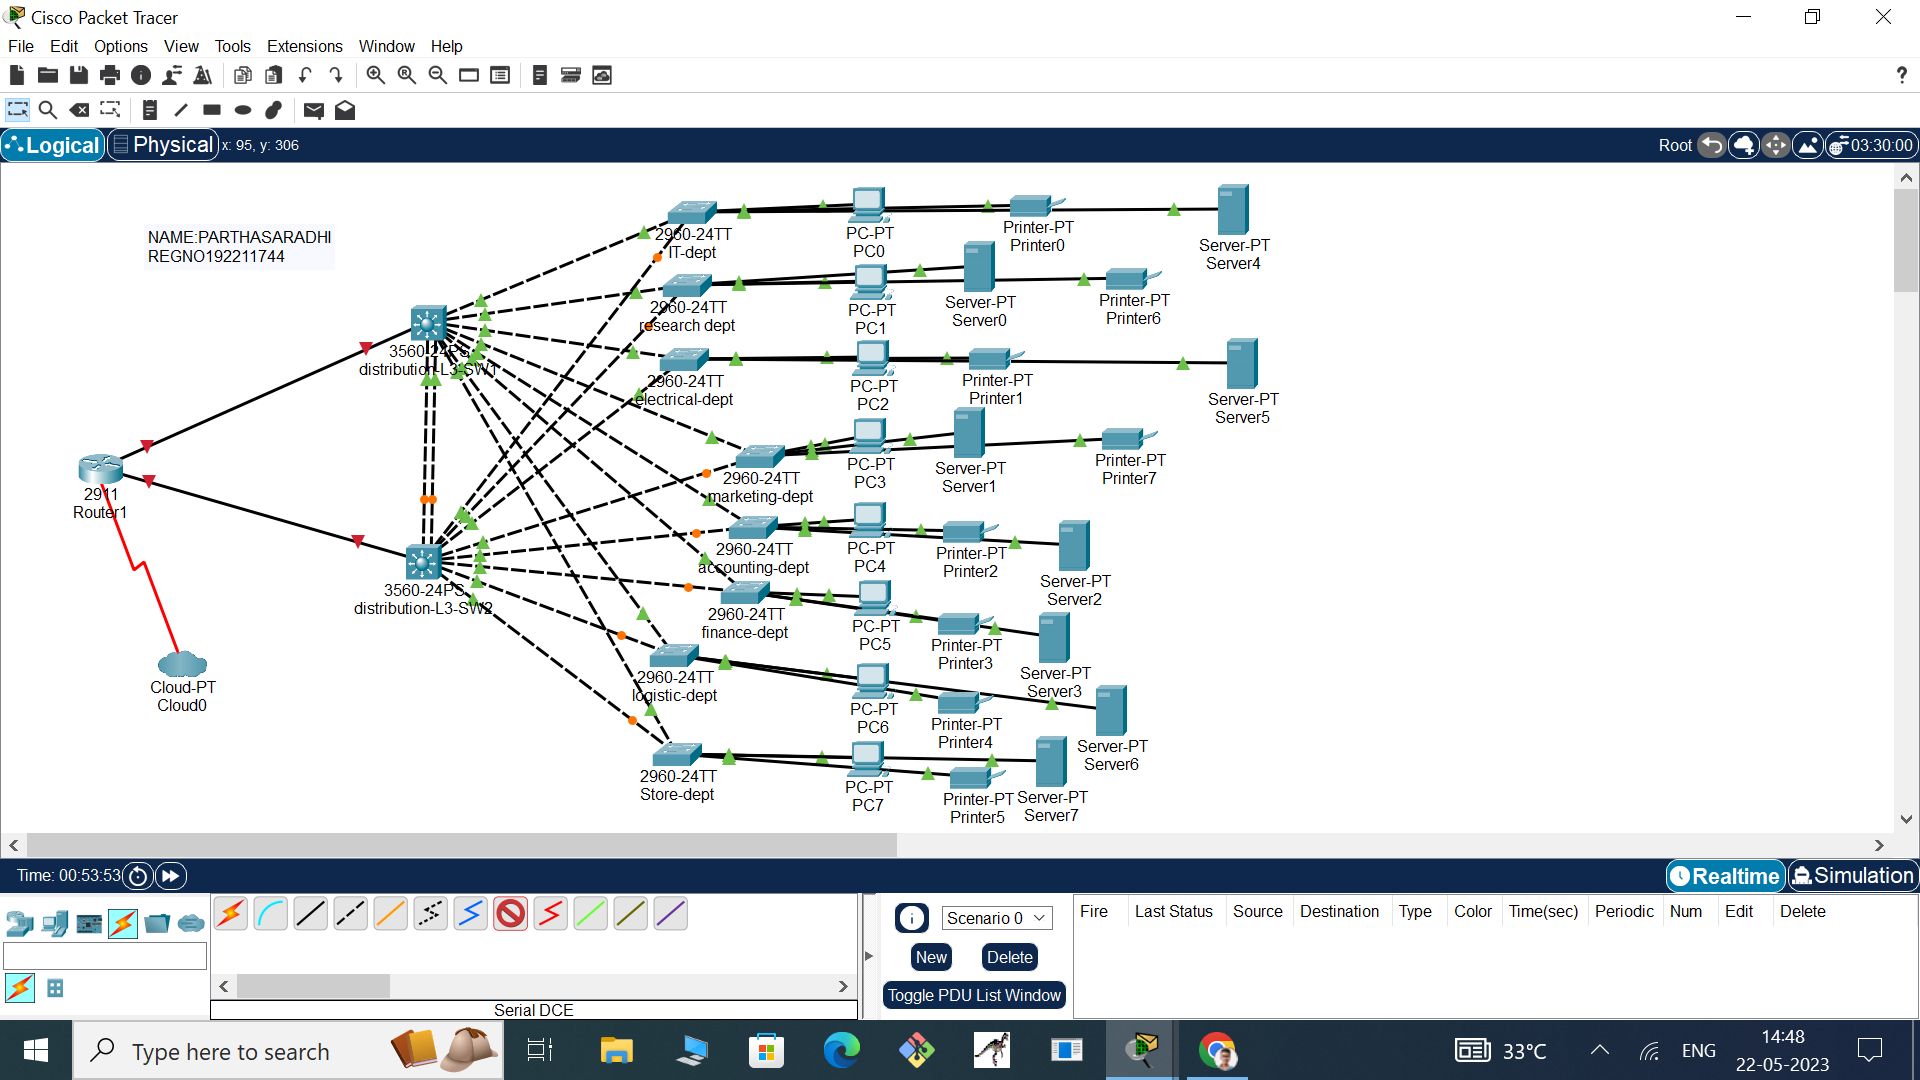 Cisco Packet Tracer
File Edit Options View Tools Extensions Window Help
?
Logical Physical x: 95, y: 306 Root 03:30:00
NAME:PARTHASARADHI
REGNO192211744
2960-24TT
IT-dept
PC-PT
PC0
Printer-PT
Printer0
Server-PT
Server4
2960-24TT
research dept
PC-PT
PC1
Server-PT
Server0
Printer-PT
Printer6
3560-24PS
distribution-L3-SW1
2960-24TT
electrical-dept
PC-PT
PC2
Printer-PT
Printer1
Server-PT
Server5
2960-24TT
marketing-dept
PC-PT
PC3
Server-PT
Server1
Printer-PT
Printer7
2911
Router1
2960-24TT
accounting-dept
PC-PT
PC4
Printer-PT
Printer2
Server-PT
Server2
3560-24PS
distribution-L3-SW2
2960-24TT
finance-dept
PC-PT
PC5
Printer-PT
Printer3
Server-PT
Server3
Cloud-PT
Cloud0
2960-24TT
logistic-dept
PC-PT
PC6
Printer-PT
Printer4
Server-PT
Server6
2960-24TT
Store-dept
PC-PT
PC7
Printer-PT
Printer5
Server-PT
Server7
Time: 00:53:53 Realtime Simulation
Scenario 0
New Delete
Toggle PDU List Window
Fire Last Status Source Destination Type Color Time(sec) Periodic Num Edit Delete
Serial DCE
Type here to search
33°C
ENG
14:48
22-05-2023